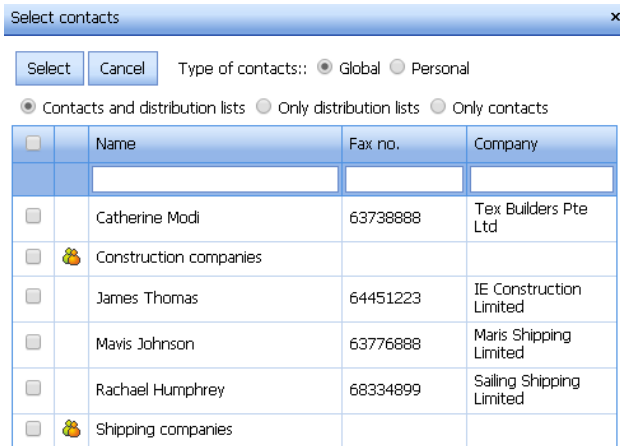 Select contacts ×
Select Cancel Type of contacts:: Global Personal
Contacts and distribution lists Only distribution lists Only contacts
Name Fax no. Company
Catherine Modi 63738888 Tex Builders Pte
Ltd
Construction companies
James Thomas 64451223 IE Construction
Limited
Mavis Johnson 63776888 Maris Shipping
Limited
Rachael Humphrey 68334899 Sailing Shipping
Limited
Shipping companies